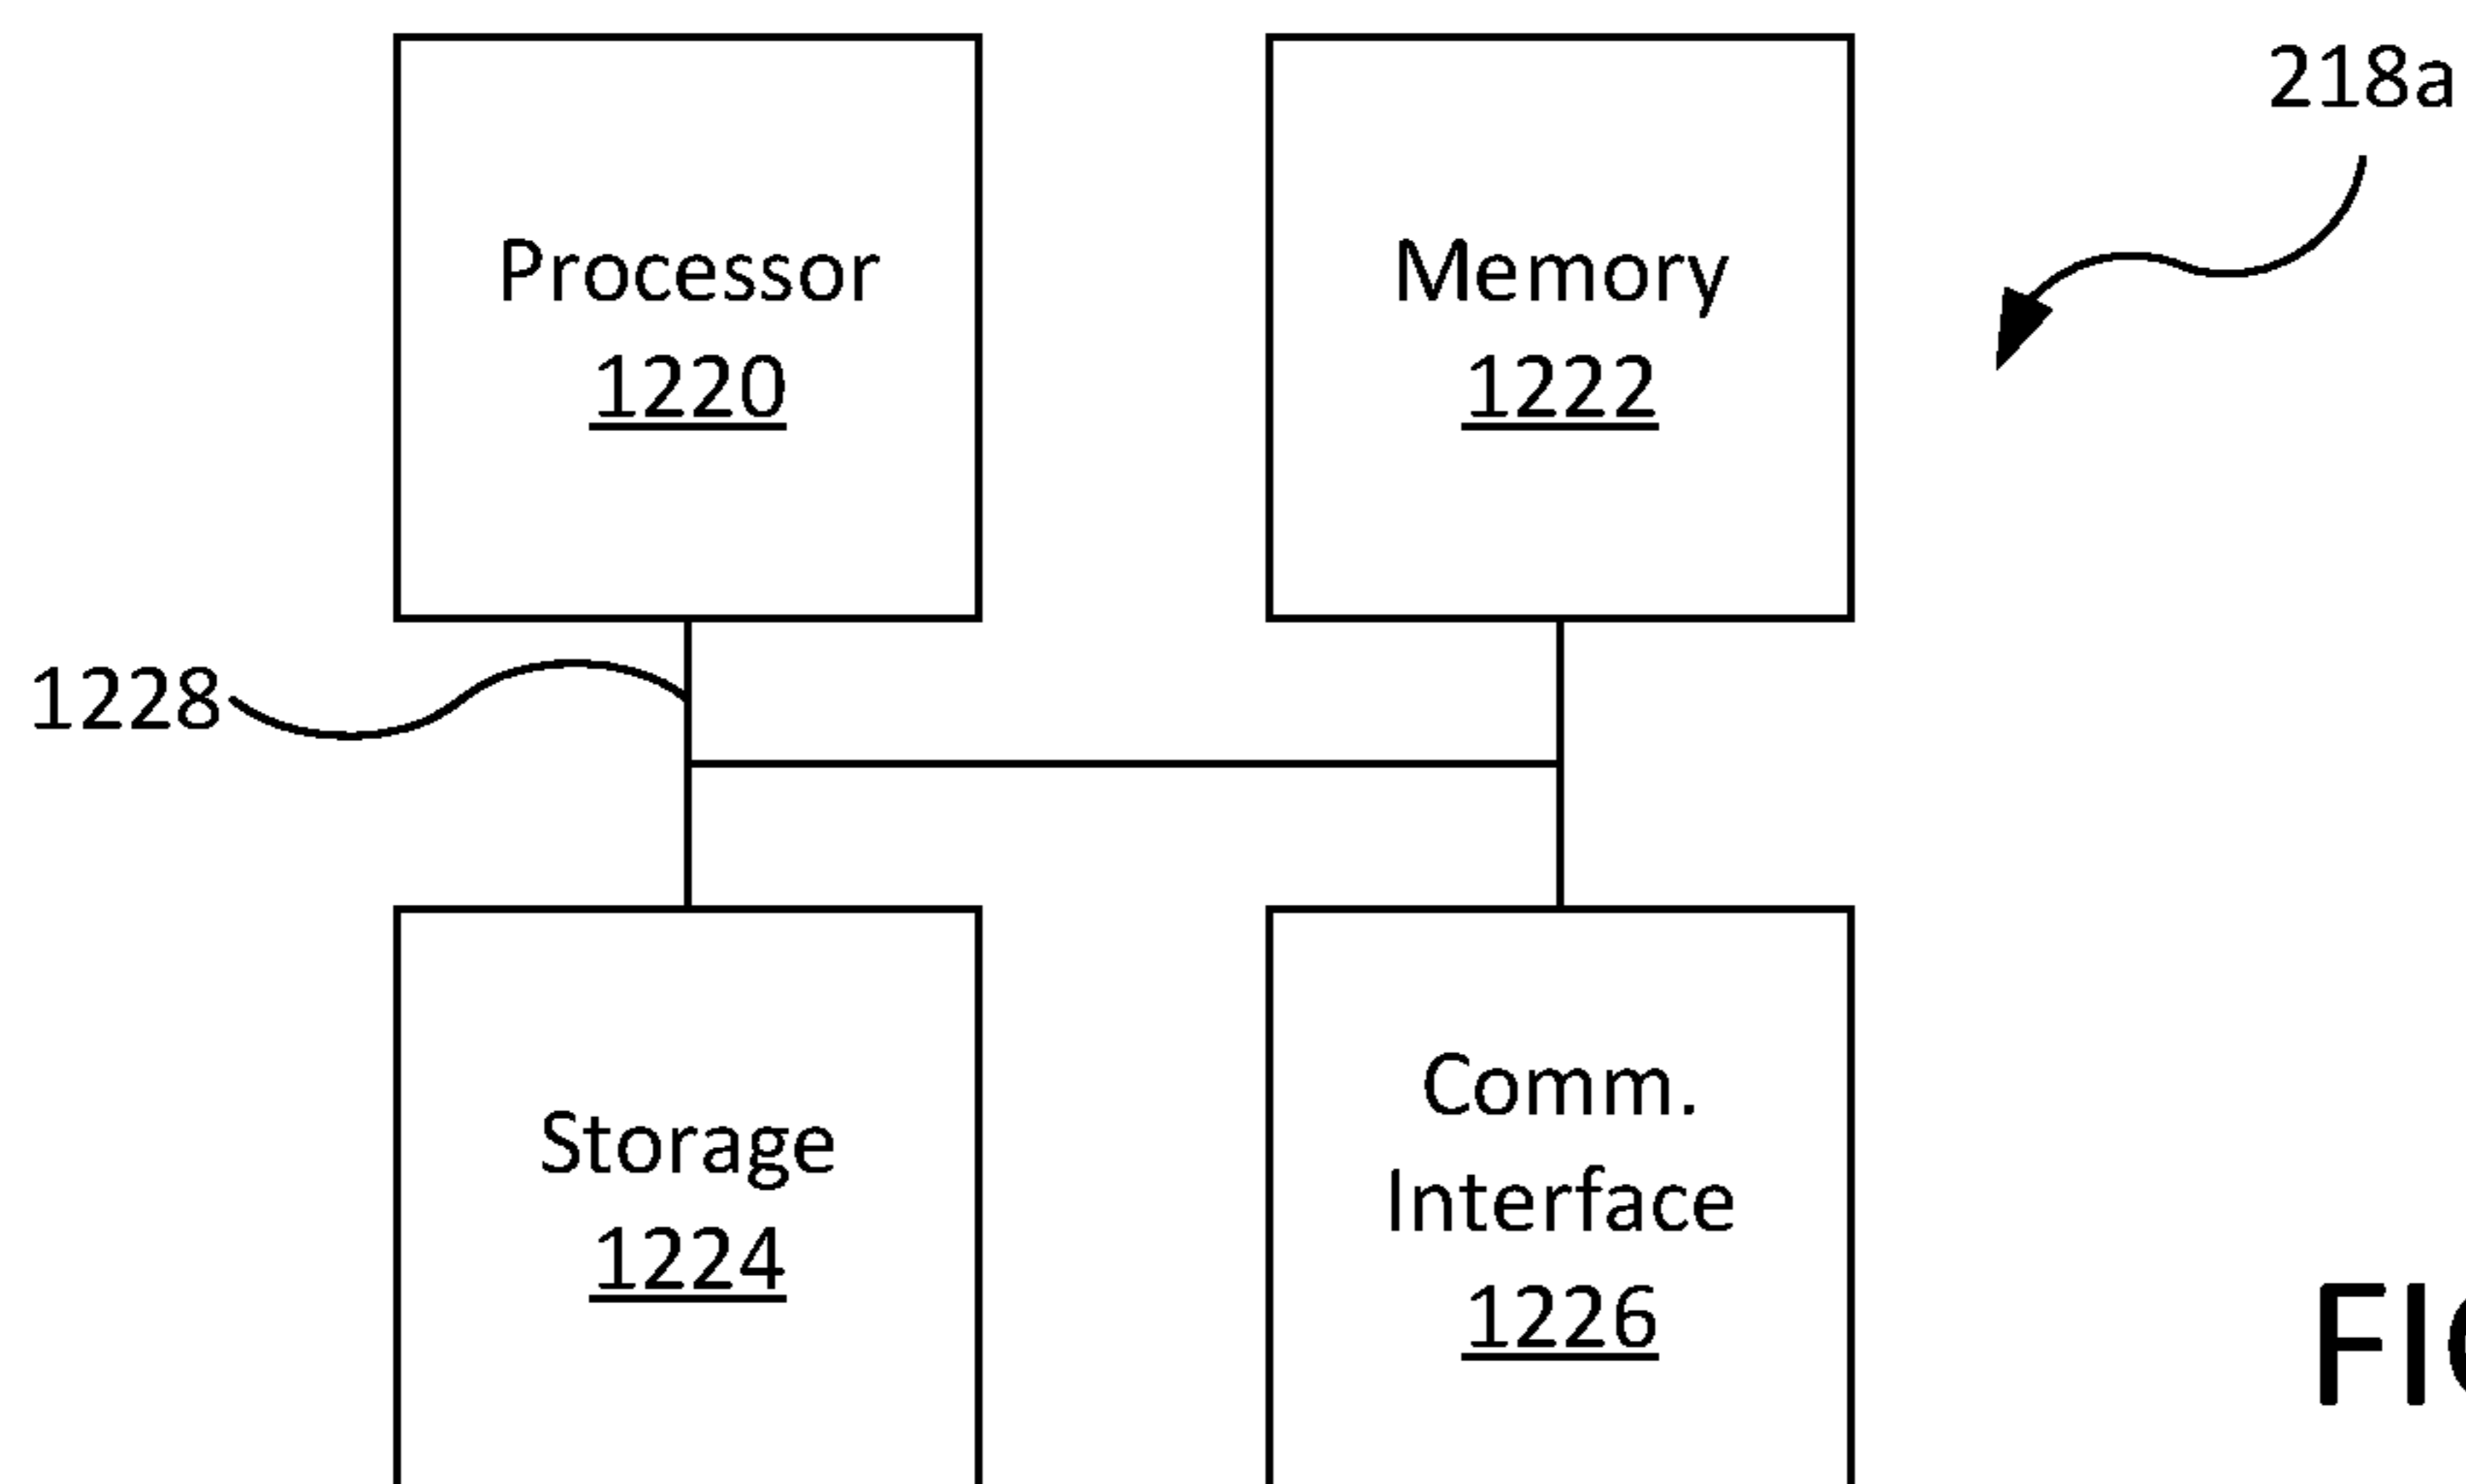 218a
Processor
1220
Memory
1222
1228
Storage
1224
Comm.
Interface
1226